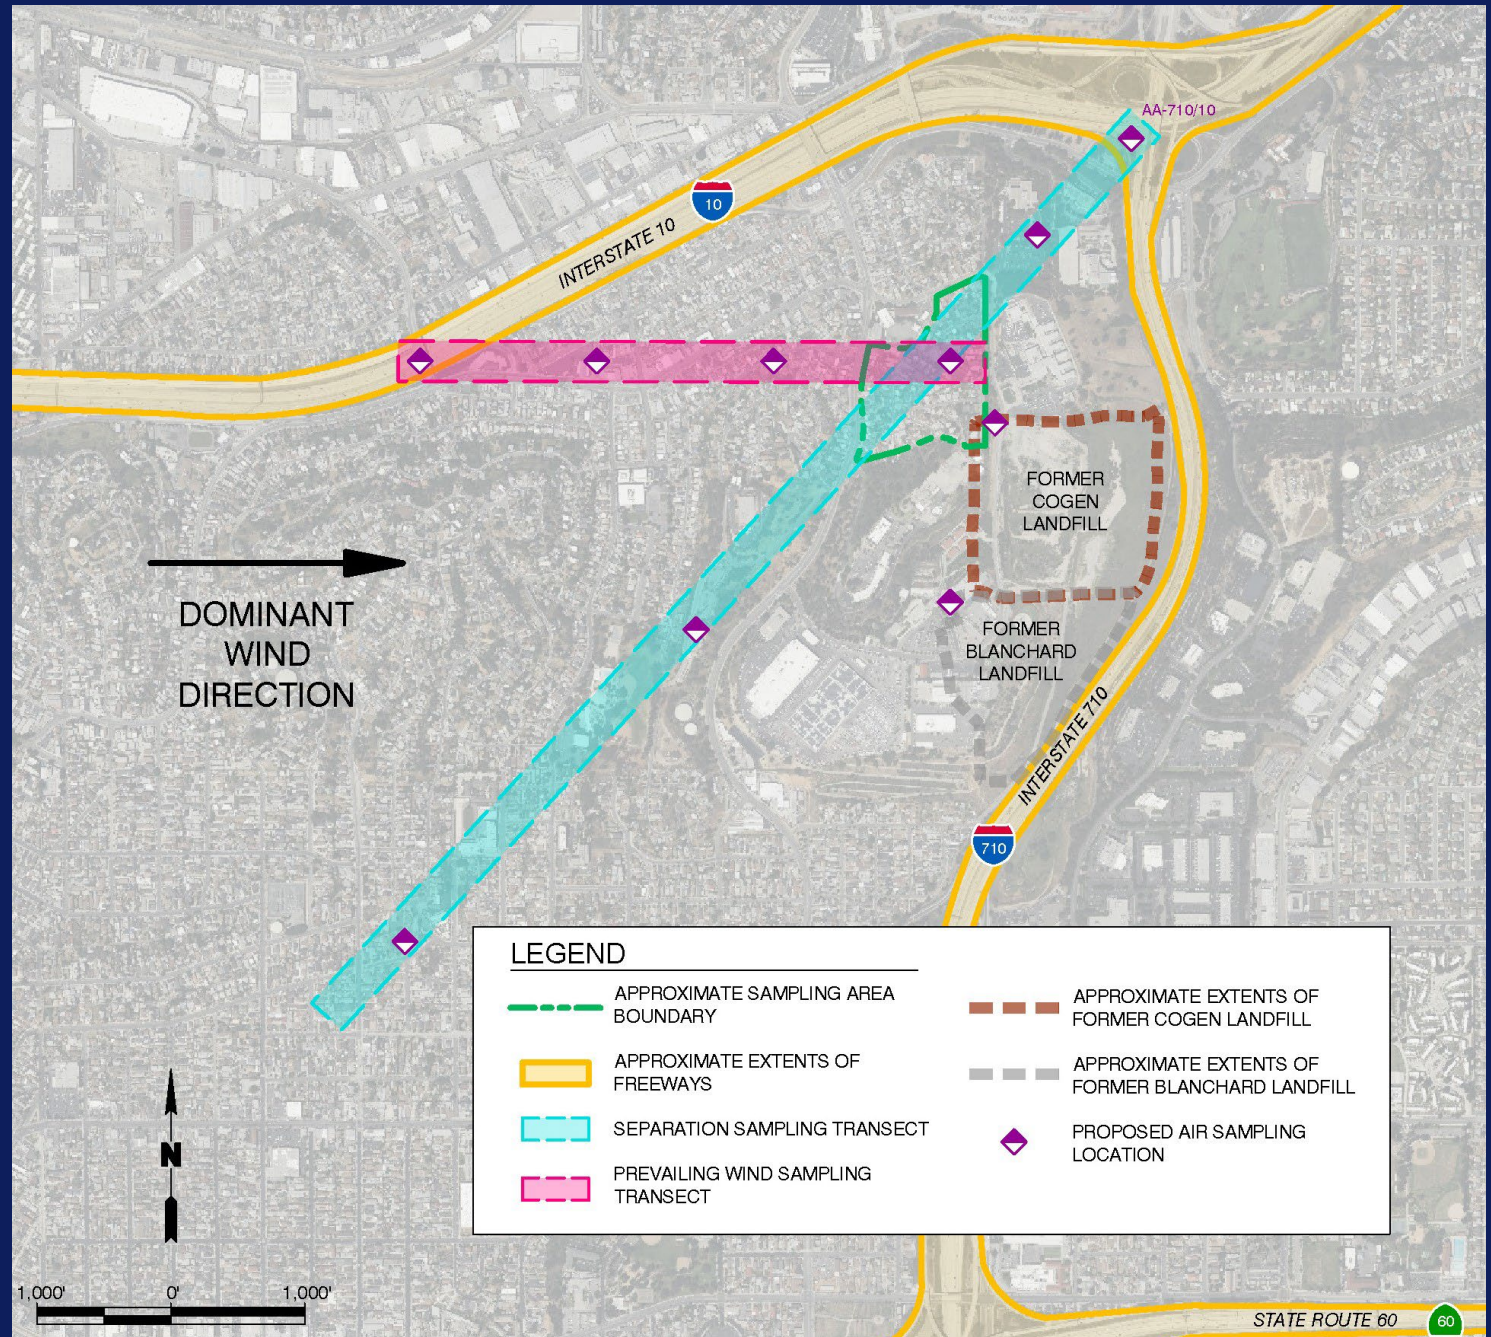 AA-710/10
10
INTERSTATE 10
FORMER
COGEN
LANDFILL
DOMINANT
WIND
DIRECTION
FORMER
BLANCHARD
LANDFILL
INTERSTATE 710
710
LEGEND
APPROXIMATE SAMPLING AREA
BOUNDARY
APPROXIMATE EXTENTS OF
FREEWAYS
SEPARATION SAMPLING TRANSECT
PREVAILING WIND SAMPLING
TRANSECT
APPROXIMATE EXTENTS OF
FORMER COGEN LANDFILL
APPROXIMATE EXTENTS OF
FORMER BLANCHARD LANDFILL
PROPOSED AIR SAMPLING
LOCATION
N
1,000' 0' 1,000'
STATE ROUTE 60
60